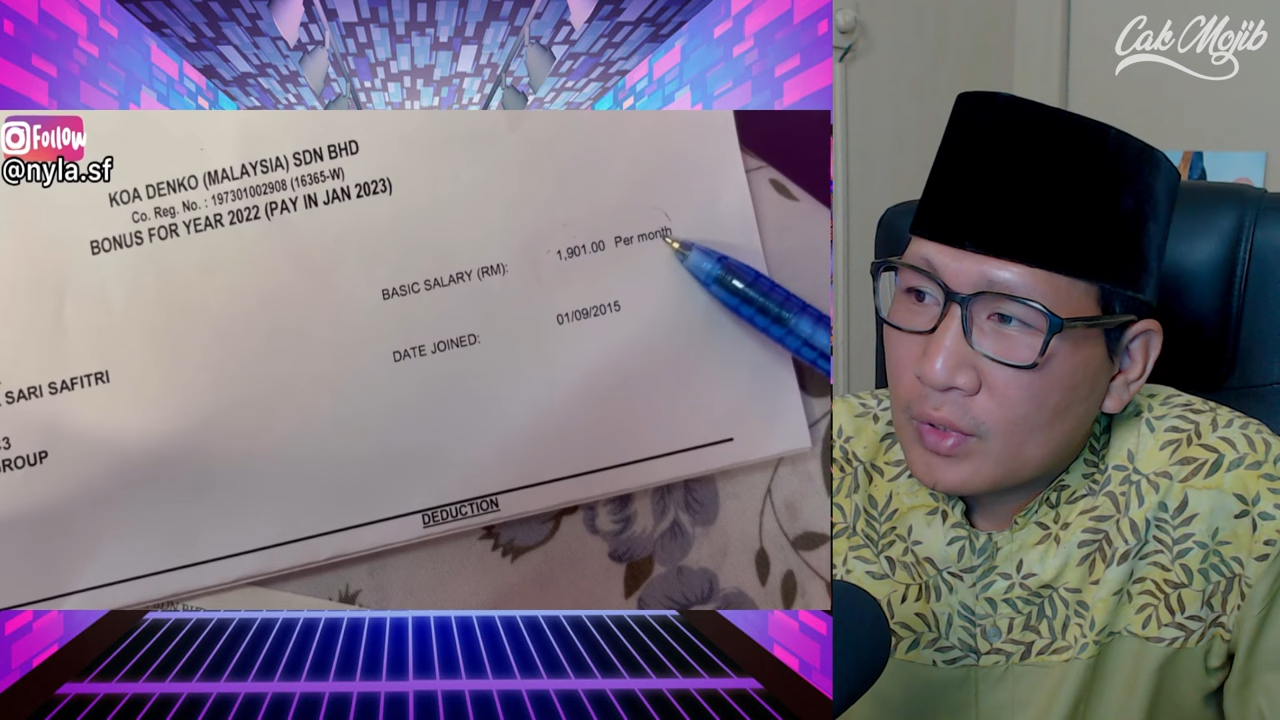 Follow
@nyla.sf
KOA DENKO (MALAYSIA) SDN BHD
Co. Reg. No. : 197301002908 (16365-W)
BONUS FOR YEAR 2022 (PAY IN JAN 2023)
BASIC SALARY (RM): 1,901.00 Per month
DATE JOINED: 01/09/2015
SARI SAFITRI
DEDUCTION
Cak Mojib